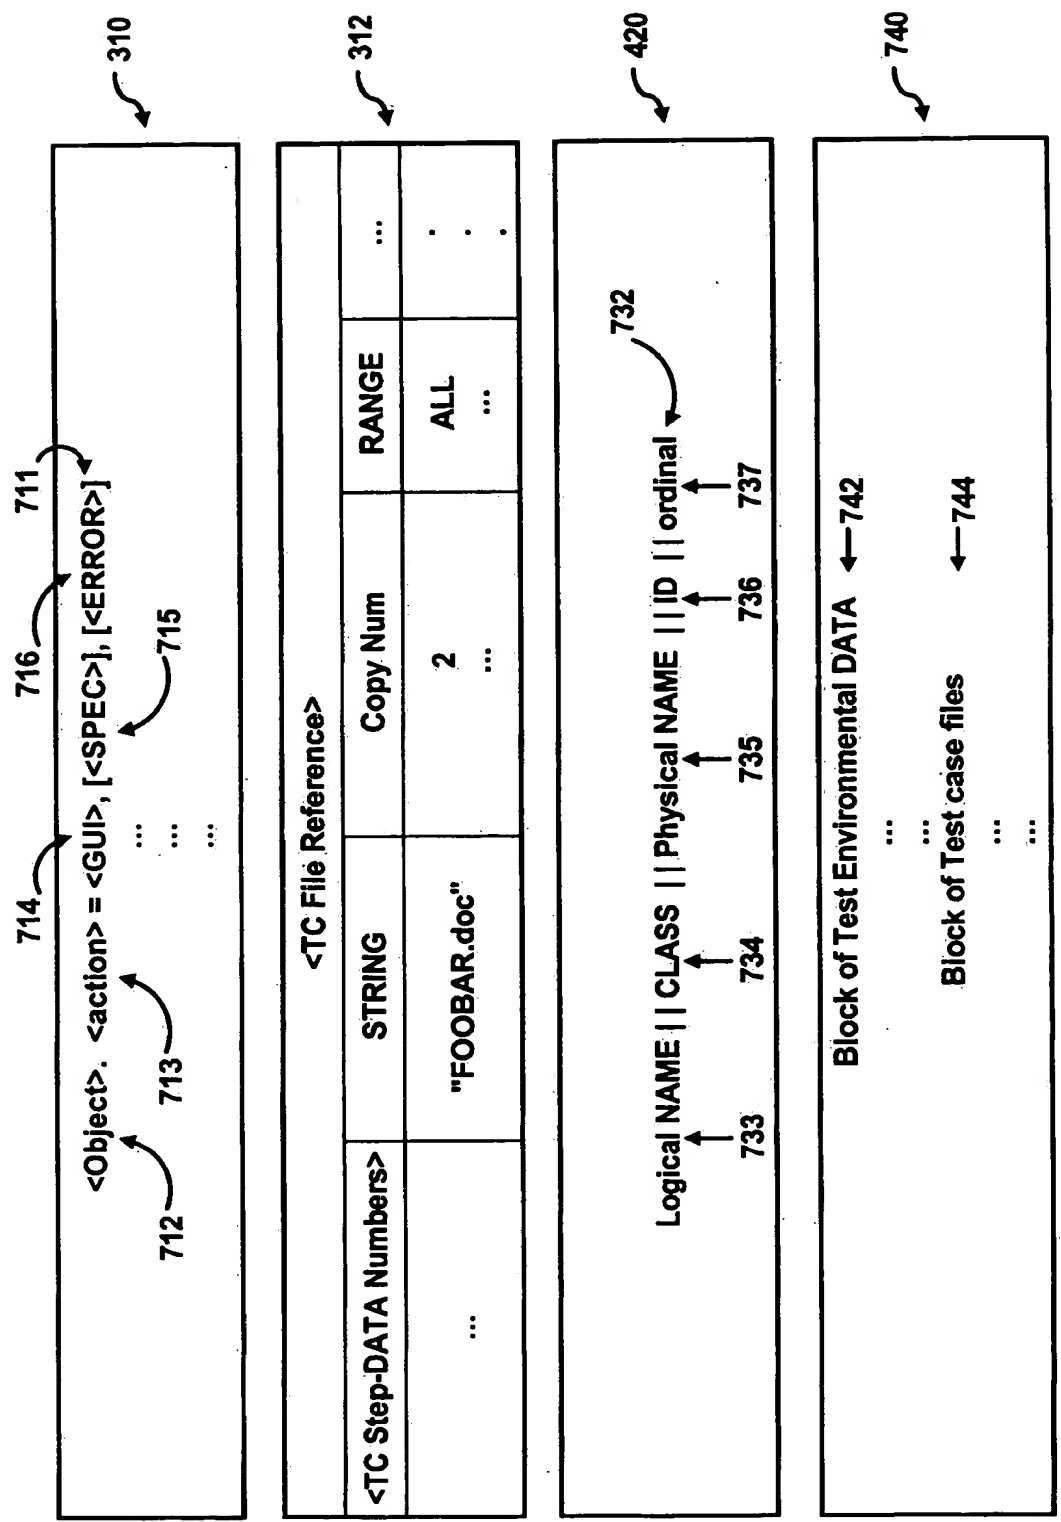 714
716
711
310
<Object>. <action> = <GUI>, [<SPEC>], [<ERROR>]
712
713
715
...
...
...
312
<TC File Reference>
<TC Step-DATA Numbers> STRING Copy Num RANGE ...
... "FOOBAR.doc" 2 ALL .
... ... .
.
420
732
Logical NAME || CLASS || Physical NAME || ID || ordinal
733 734 735 736 737
740
Block of Test Environmental DATA 742
...
...
Block of Test case files 744
...
...